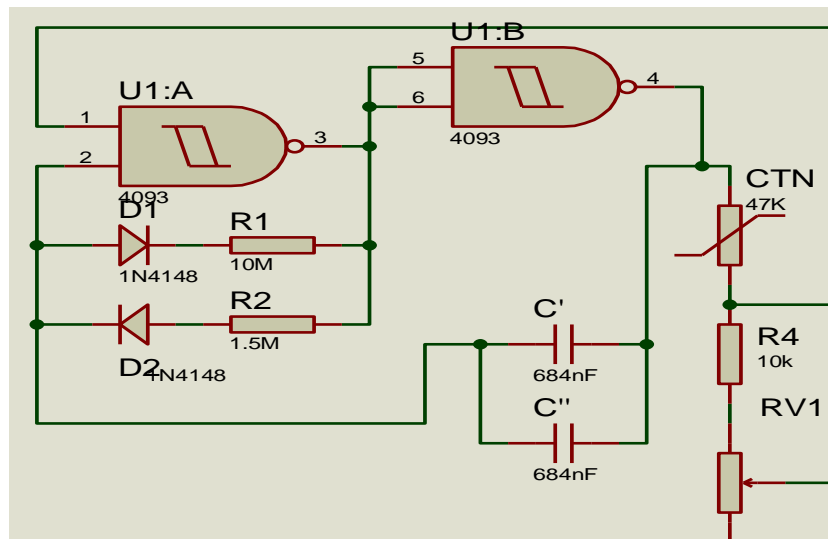 U1:B
5
6
4
4093
U1:A
1
2
3
4093
D1
1N4148
R1
10M
R2
1.5M
D2
1N4148
C'
684nF
C''
684nF
CTN
47K
R4
10k
RV1